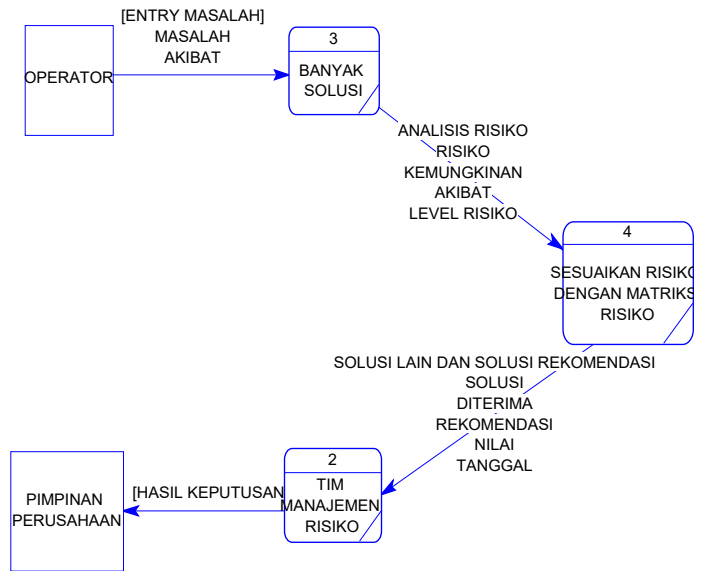 [ENTRY MASALAH]
MASALAH
AKIBAT
OPERATOR
3
BANYAK
SOLUSI
ANALISIS RISIKO
RISIKO
KEMUNGKINAN
AKIBAT
LEVEL RISIKO
4
SESUAIKAN RISIKO
DENGAN MATRIKS
RISIKO
SOLUSI LAIN DAN SOLUSI REKOMENDASI
SOLUSI
DITERIMA
REKOMENDASI
NILAI
TANGGAL
2
TIM
MANAJEMEN
RISIKO
[HASIL KEPUTUSAN
PIMPINAN
PERUSAHAAN